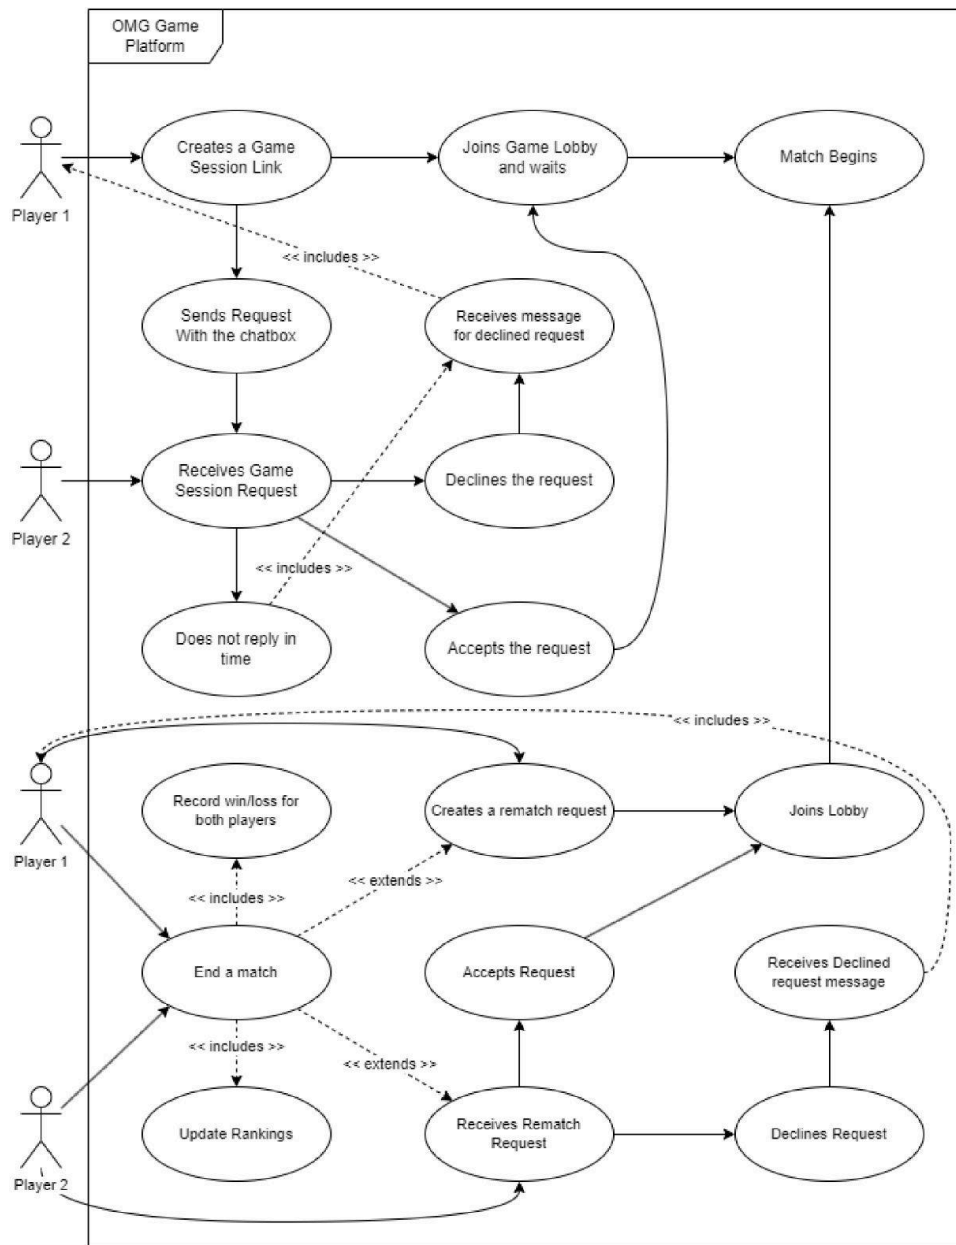 OMG Game
Platform
Creates a Game
Session Link
Joins Game Lobby
and waits
Match Begins
Player 1
<< includes >>
Sends Request
With the chatbox
Receives message
for declined request
Receives Game
Session Request
Declines the request
Player 2
<< includes >>
Does not reply in
time
Accepts the request
<< includes >>
Record win/loss for
both players
Creates a rematch request
Joins Lobby
Player 1
<< extends >>
<< includes >>
End a match
Accepts Request
Receives Declined
request message
<< includes >>
<< extends >>
Update Rankings
Receives Rematch
Request
Declines Request
Player 2